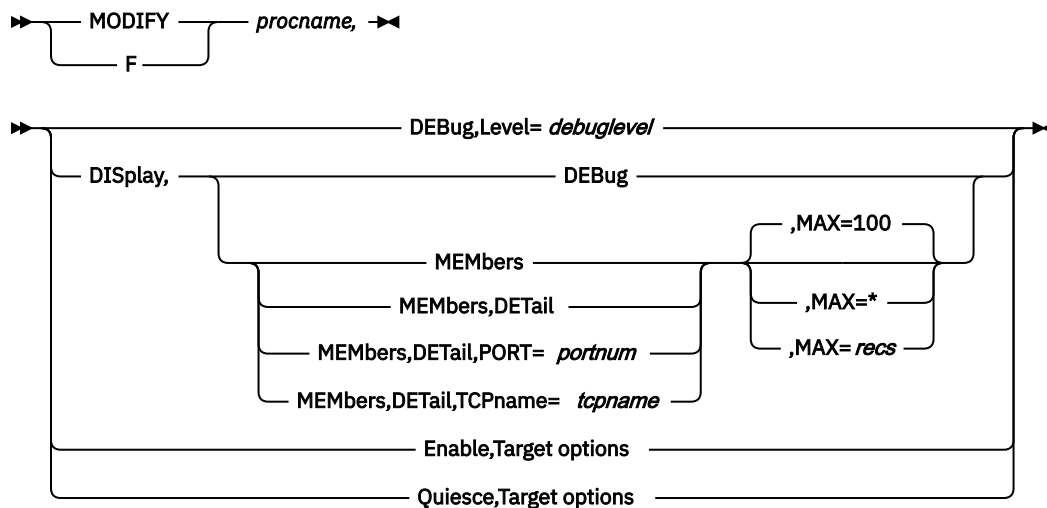 MODIFY procname,
F
DEBug,Level= debuglevel
DISplay, DEBug
,MAX=100
MEMbers
MEMbers,DETail ,MAX=*
MEMbers,DETail,PORT= portnum ,MAX= recs
MEMbers,DETail,TCPname= tcpname
Enable,Target options
Quiesce,Target options